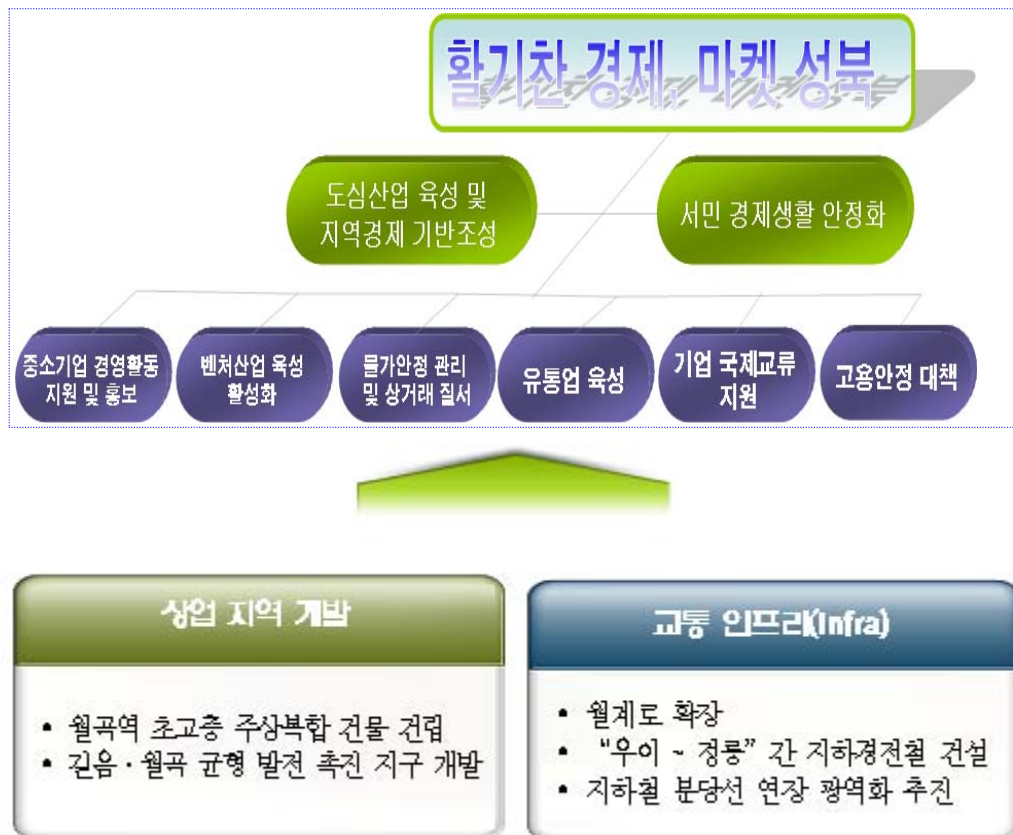 활기찬 경제, 마켓 성북
도심산업 육성 및
지역경제 기반조성
서민 경제생활 안정화
중소기업 경영활동
지원 및 홍보
벤처산업 육성
활성화
물가안정 관리
및 상거래 질서
유통업 육성
기업 국제교류
지원
고용안정 대책
상업 지역 개발
• 월곡역 초고층 주상복합 건물 건립
• 길음·월곡 균형 발전 촉진 지구 개발
교통 인프라(Infra)
• 월계로 확장
• “우이 ~ 정릉” 간 지하경전철 건설
• 지하철 분당선 연장 광역화 추진